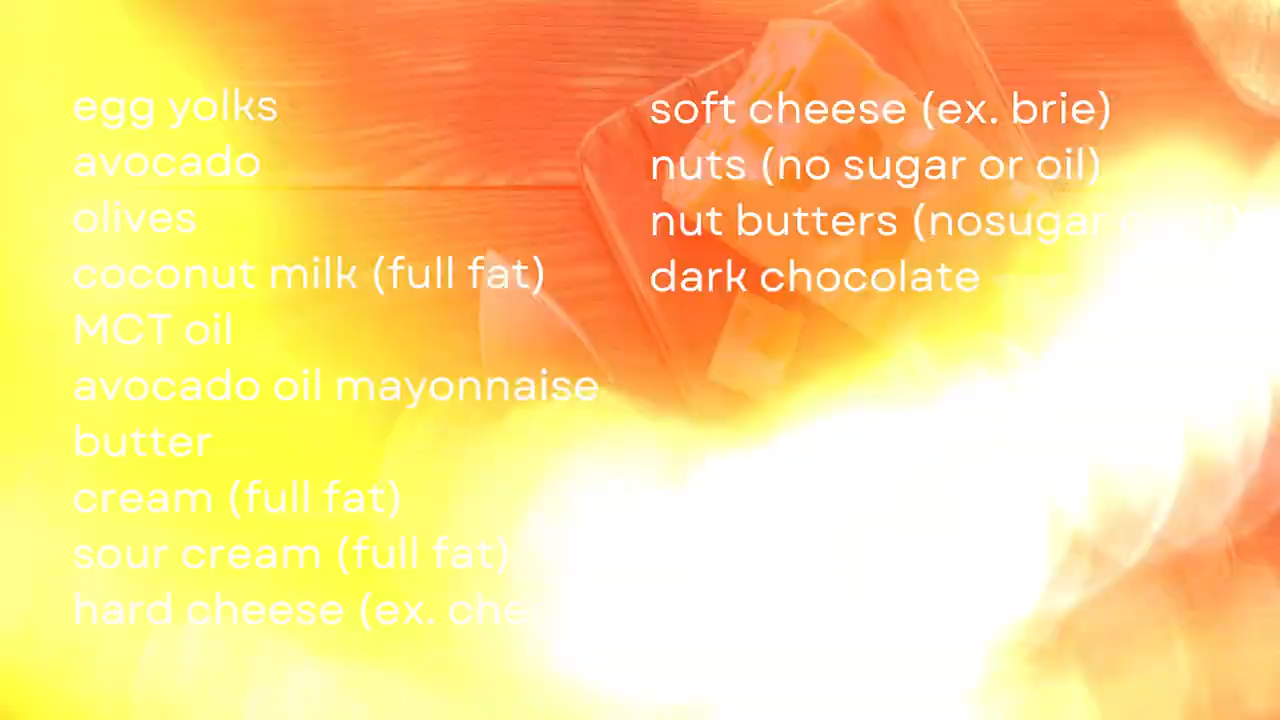 egg yolks
avocado
olives
coconut milk (full fat)
MCT oil
avocado oil mayonnaise
butter
cream (full fat)
sour cream (full fat)
hard cheese (ex.
soft cheese (ex. brie)
nuts (no sugar or oil)
nut butters (nosugar
dark chocolate